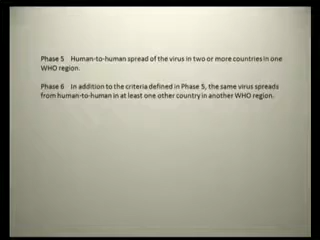 Phase 5 Human-to-human spread of the virus in two or more countries in one
WHO region.
Phase 6 In addition to the criteria defined in Phase 5, the same virus spreads
from human-to-human in at least one other country in another WHO region.